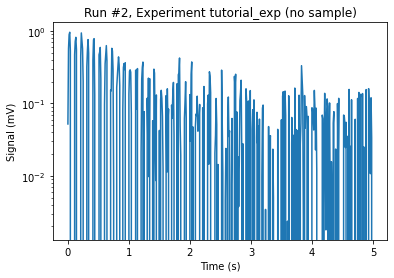 Run #2, Experiment tutorial_exp (no sample)
Signal (mV)
10⁰
10⁻¹
10⁻²
0 1 2 3 4 5
Time (s)